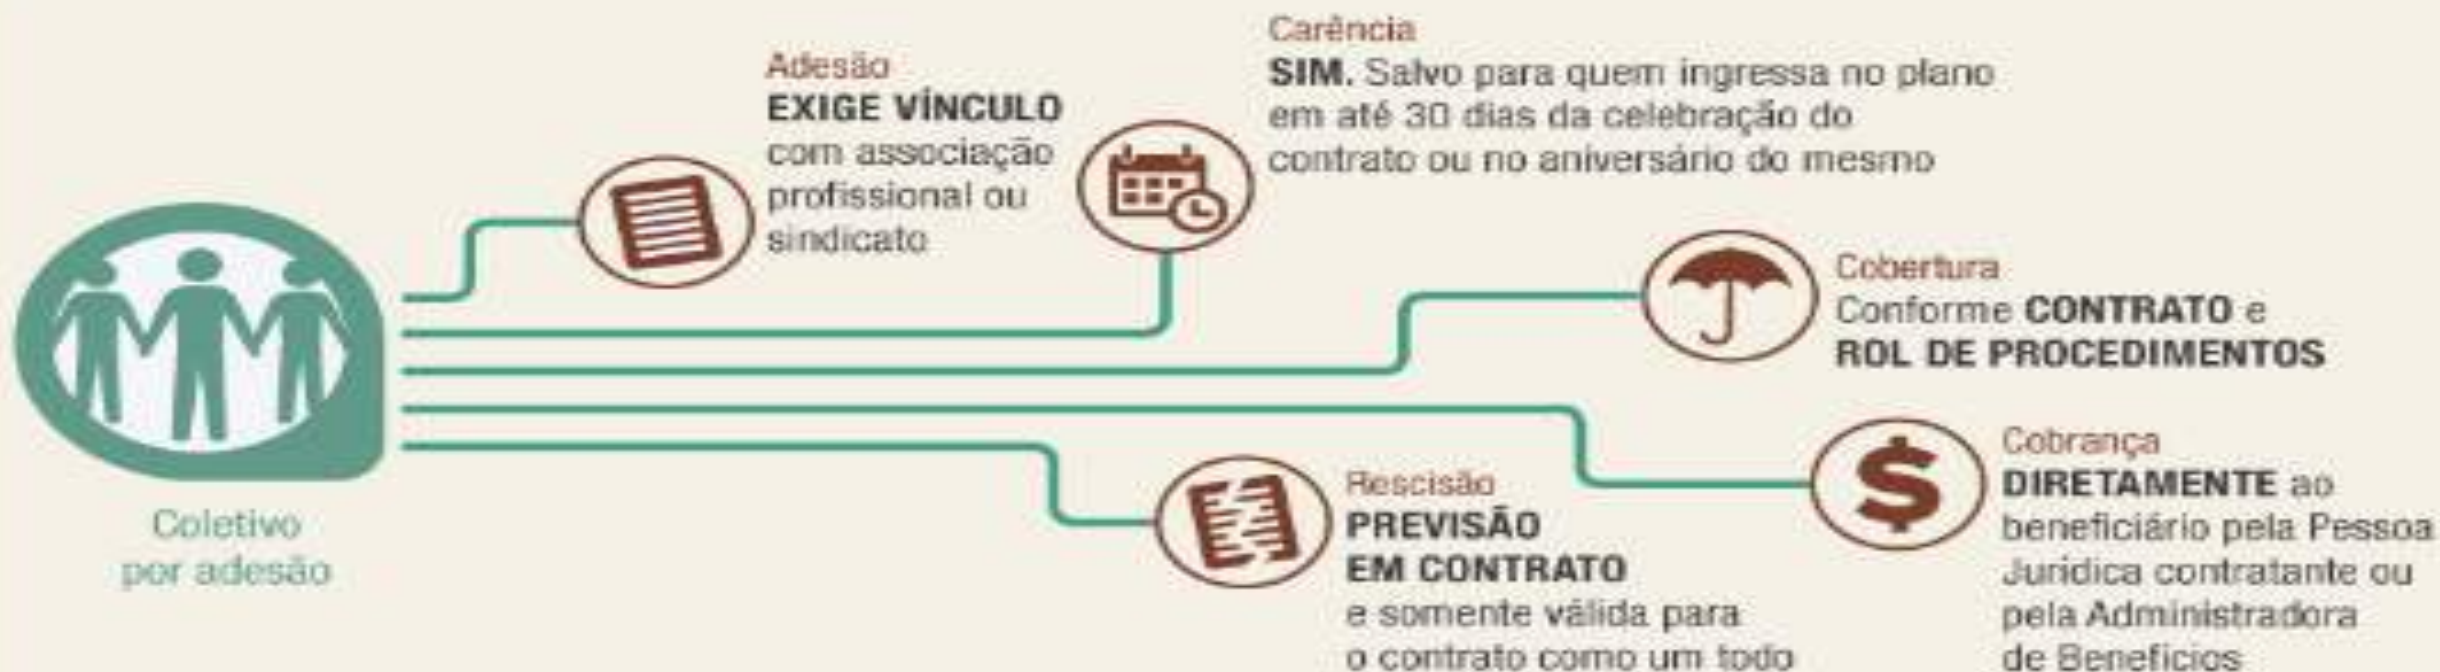 Coletivo
por adesão
Adesão
EXIGE VÍNCULO
com associação
profissional ou
sindicato
Carência
SIM. Salvo para quem ingressa no plano
em até 30 dias da celebração do
contrato ou no aniversário do mesmo
Cobertura
Conforme CONTRATO e
ROL DE PROCEDIMENTOS
Cobrança
DIRETAMENTE ao
beneficiário pela Pessoa
Jurídica contratante ou
pela Administradora
de Benefícios
Rescisão
PREVISÃO
EM CONTRATO
e somente válida para
o contrato como um todo